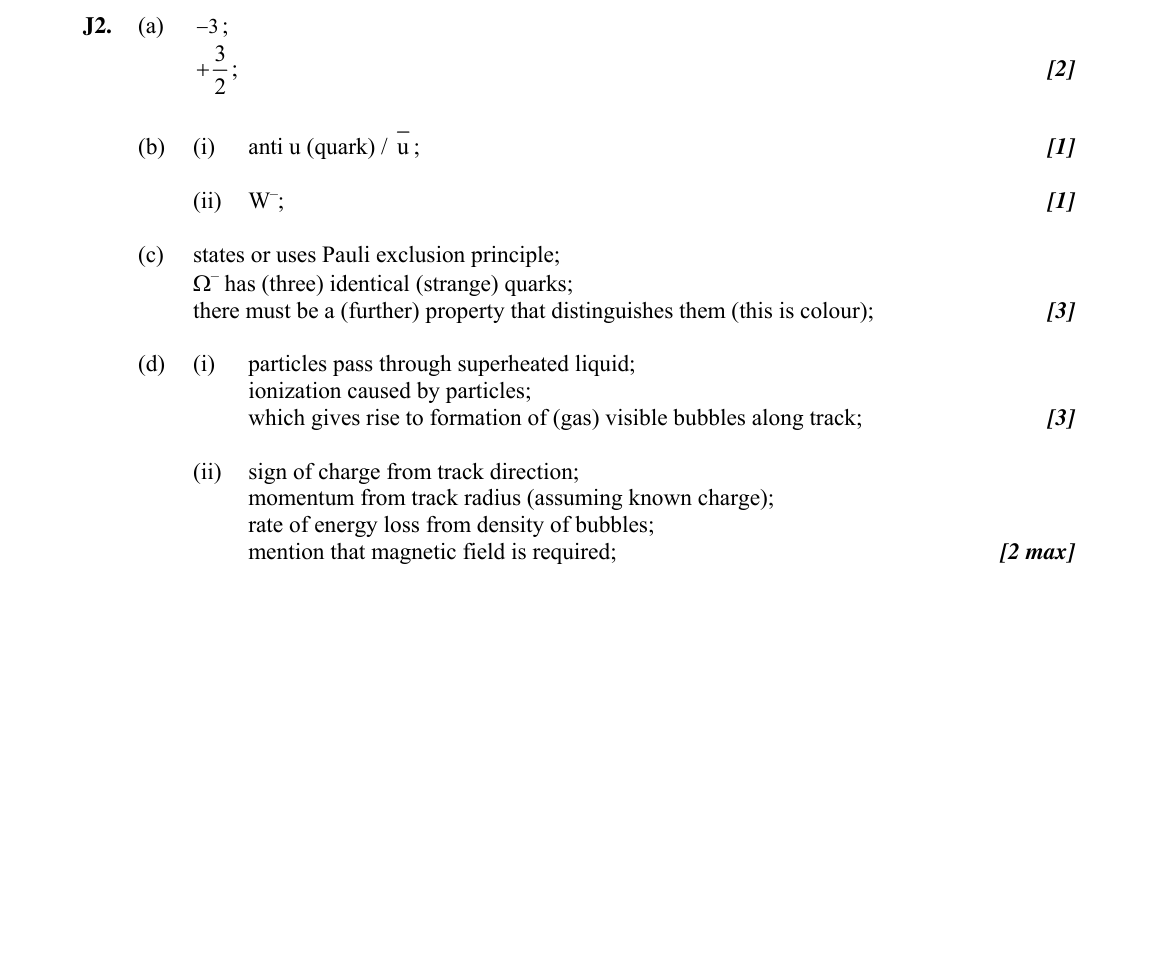 J2. (a) –3 ;
+3/2 ; [2]
(b) (i) anti u (quark) / u̅ ; [1]
(ii) W⁻; [1]
(c) states or uses Pauli exclusion principle;
Ω⁻ has (three) identical (strange) quarks;
there must be a (further) property that distinguishes them (this is colour); [3]
(d) (i) particles pass through superheated liquid;
ionization caused by particles;
which gives rise to formation of (gas) visible bubbles along track; [3]
(ii) sign of charge from track direction;
momentum from track radius (assuming known charge);
rate of energy loss from density of bubbles;
mention that magnetic field is required; [2 max]